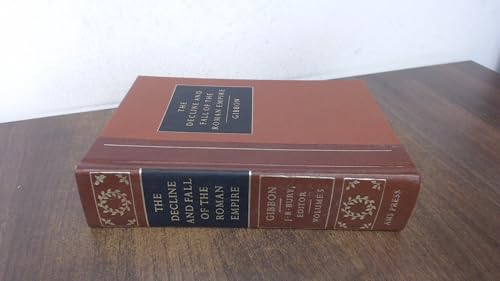 THE
DECLINE AND
FALL OF THE
ROMAN EMPIRE
GIBBON
THE
DECLINE
AND FALL
OF THE
ROMAN
EMPIRE
GIBBON
J·B·BURY,
EDITOR
VOLUME 5
AMS PRESS